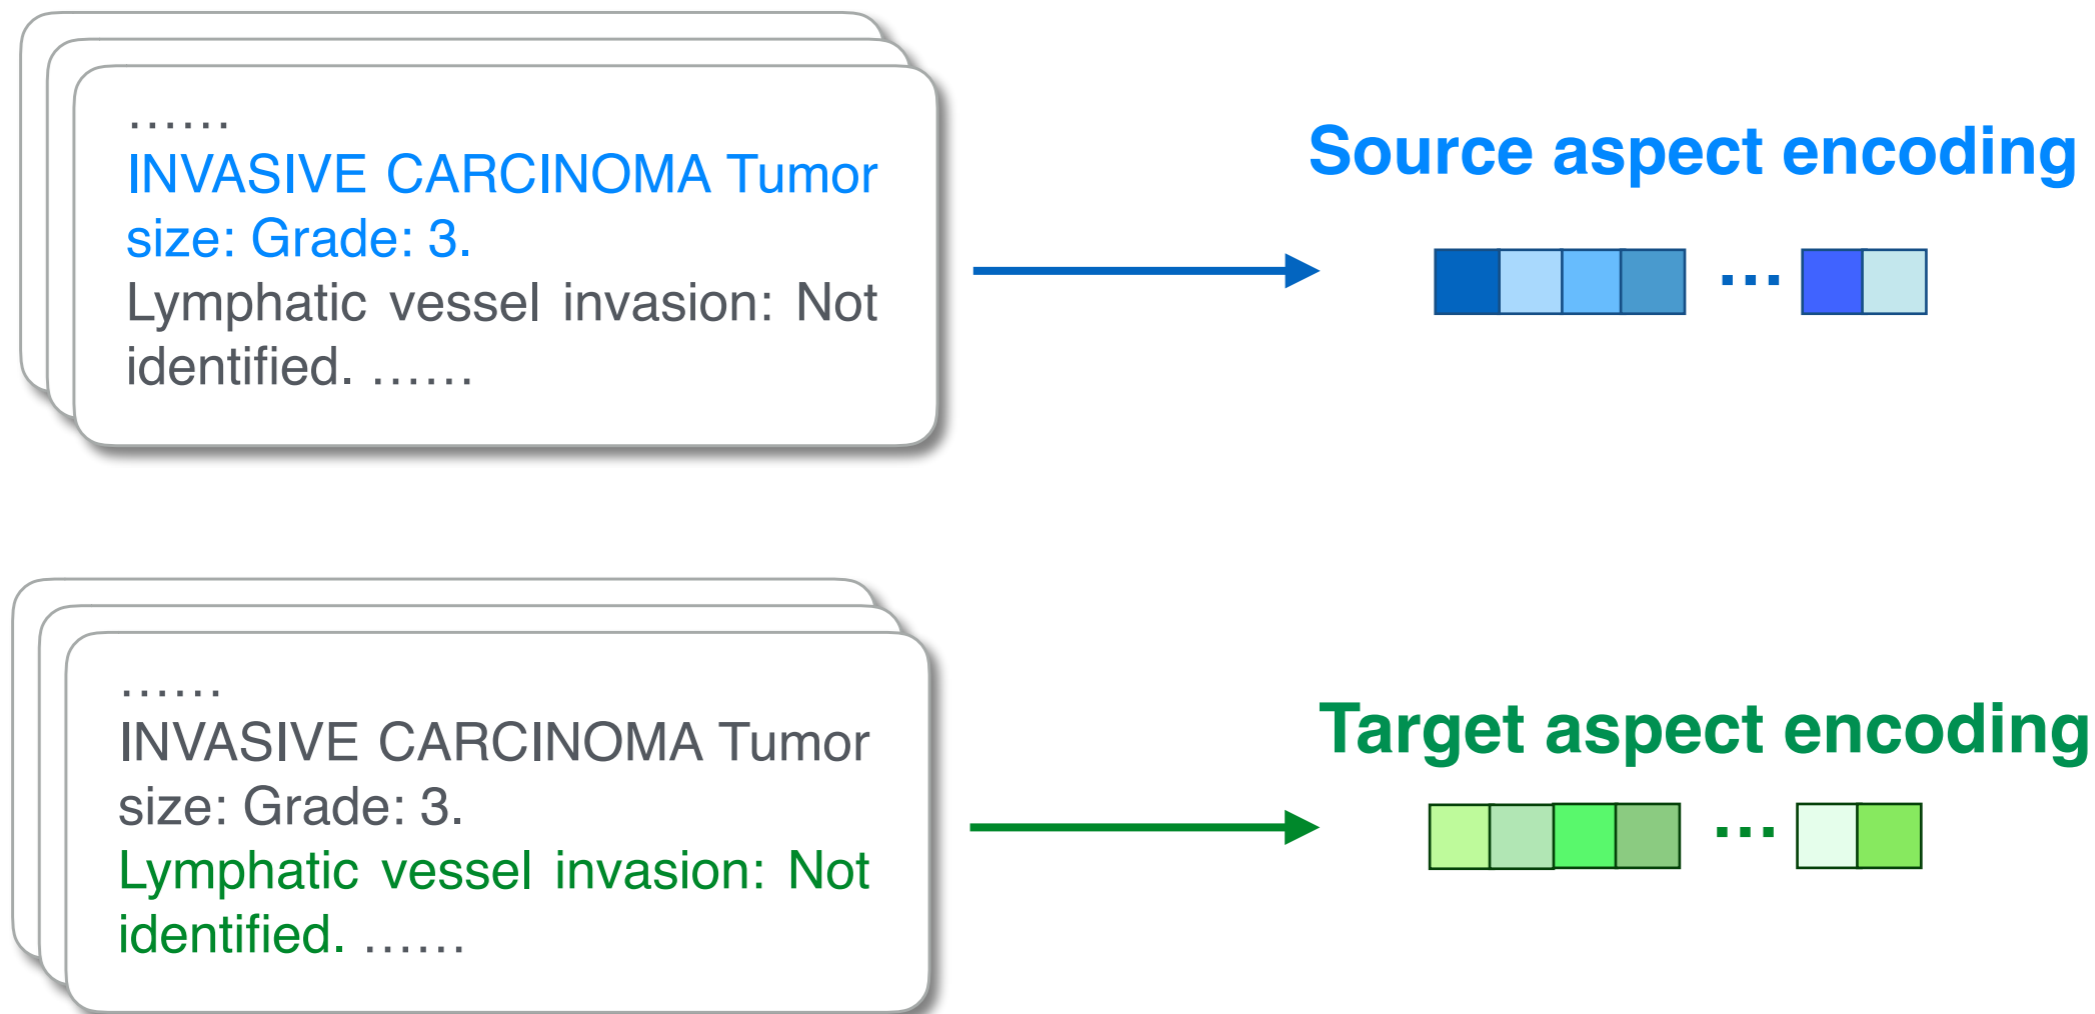 ......
INVASIVE CARCINOMA Tumor
size: Grade: 3.
Lymphatic vessel invasion: Not
identified. ......
Source aspect encoding
...
......
INVASIVE CARCINOMA Tumor
size: Grade: 3.
Lymphatic vessel invasion: Not
identified. ......
Target aspect encoding
...